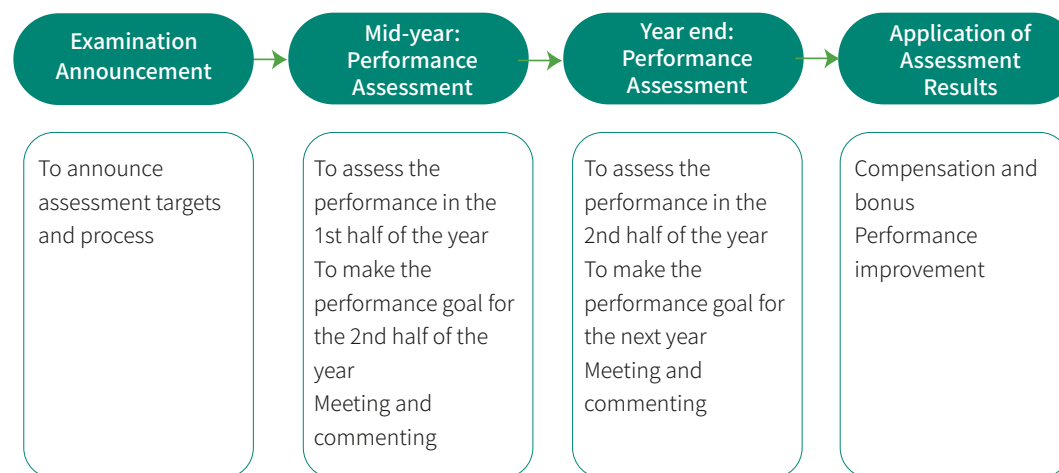 Examination
Announcement
Mid-year:
Performance
Assessment
Year end:
Performance
Assessment
Application of
Assessment
Results
To announce
assessment targets
and process
To assess the
performance in the
1st half of the year
To make the
performance goal for
the 2nd half of the
year
Meeting and
commenting
To assess the
performance in the
2nd half of the year
To make the
performance goal for
the next year
Meeting and
commenting
Compensation and
bonus
Performance
improvement